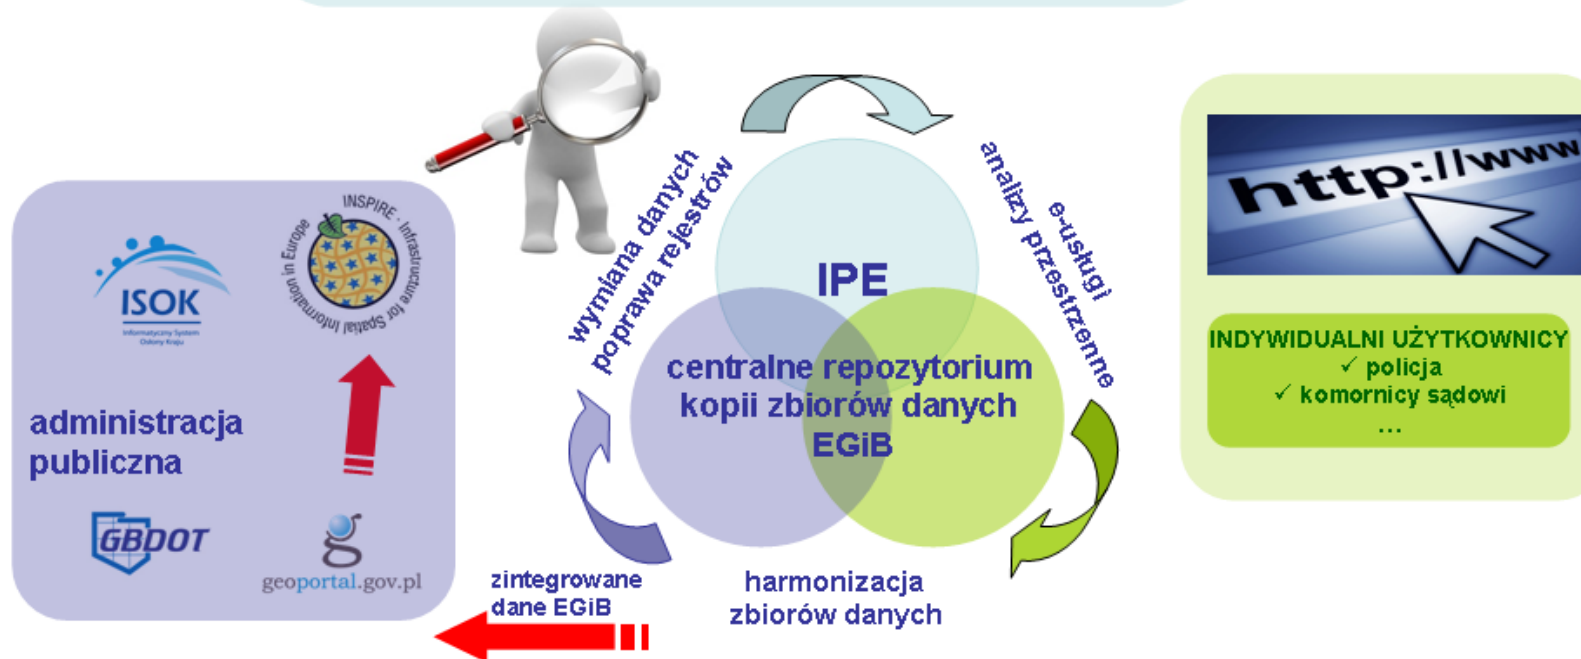 INSPIRE - Infrastructure for Spatial Information in Europe
ISOK
Informatyczny System
Osłony Kraju
administracja
publiczna
GBDOT
geoportal.gov.pl
wymiana danych
poprawa rejestrów
IPE
centralne repozytorium
kopii zbiorów danych
EGiB
e-usługi
analizy przestrzenne
zintegrowane
dane EGiB
harmonizacja
zbiorów danych
http://www
INDYWIDUALNI UŻYTKOWNICY
✓ policja
✓ komornicy sądowi
...